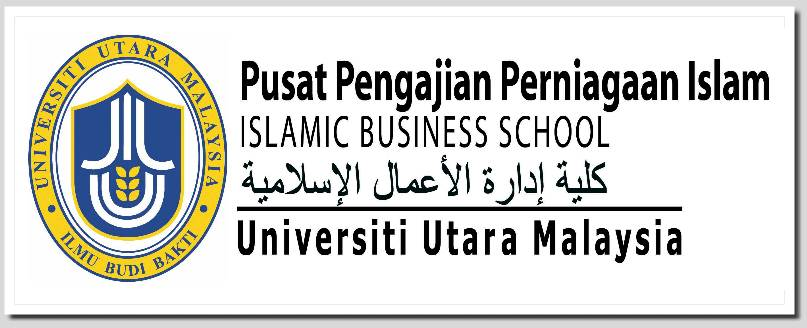 UNIVERSITI UTARA MALAYSIA
ILMU BUDI BAKTI
Pusat Pengajian Perniagaan Islam
ISLAMIC BUSINESS SCHOOL
كلية إدارة الأعمال الإسلامية
Universiti Utara Malaysia